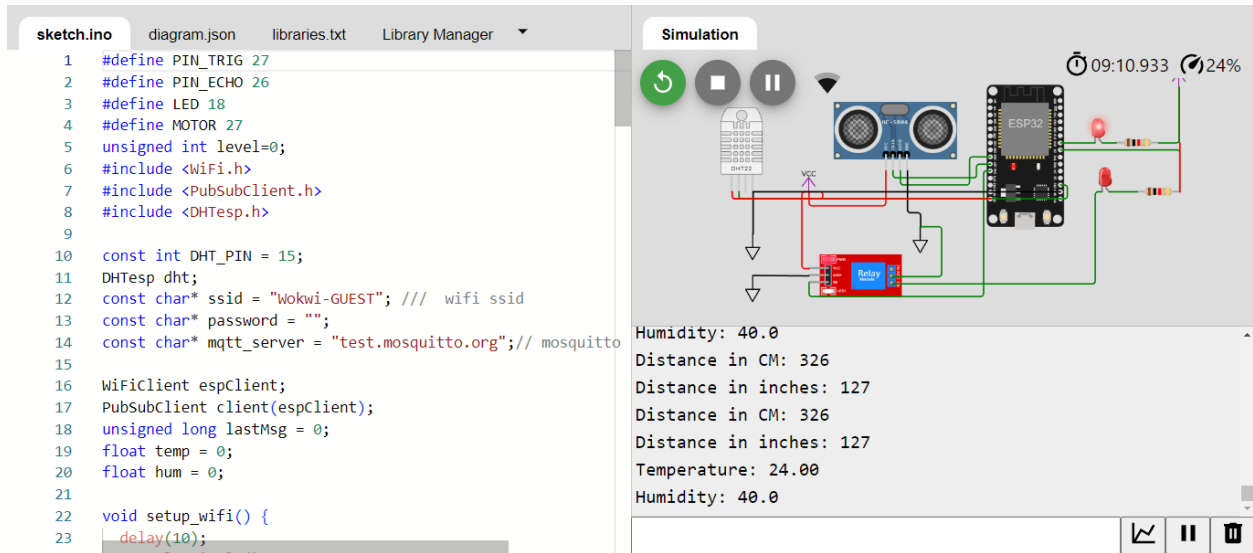 sketch.ino diagram.json libraries.txt Library Manager
1 #define PIN_TRIG 27
2 #define PIN_ECHO 26
3 #define LED 18
4 #define MOTOR 27
5 unsigned int level=0;
6 #include <WiFi.h>
7 #include <PubSubClient.h>
8 #include <DHTesp.h>
9
10 const int DHT_PIN = 15;
11 DHTesp dht;
12 const char* ssid = "Wokwi-GUEST"; /// wifi ssid
13 const char* password = "";
14 const char* mqtt_server = "test.mosquitto.org";// mosquitto
15
16 WiFiClient espClient;
17 PubSubClient client(espClient);
18 unsigned long lastMsg = 0;
19 float temp = 0;
20 float hum = 0;
21
22 void setup_wifi() {
23 delay(10);
Simulation
09:10.933 24%
HC-SR04
ESP32
DHT22
VCC
Relay
Module
Humidity: 40.0
Distance in CM: 326
Distance in inches: 127
Distance in CM: 326
Distance in inches: 127
Temperature: 24.00
Humidity: 40.0